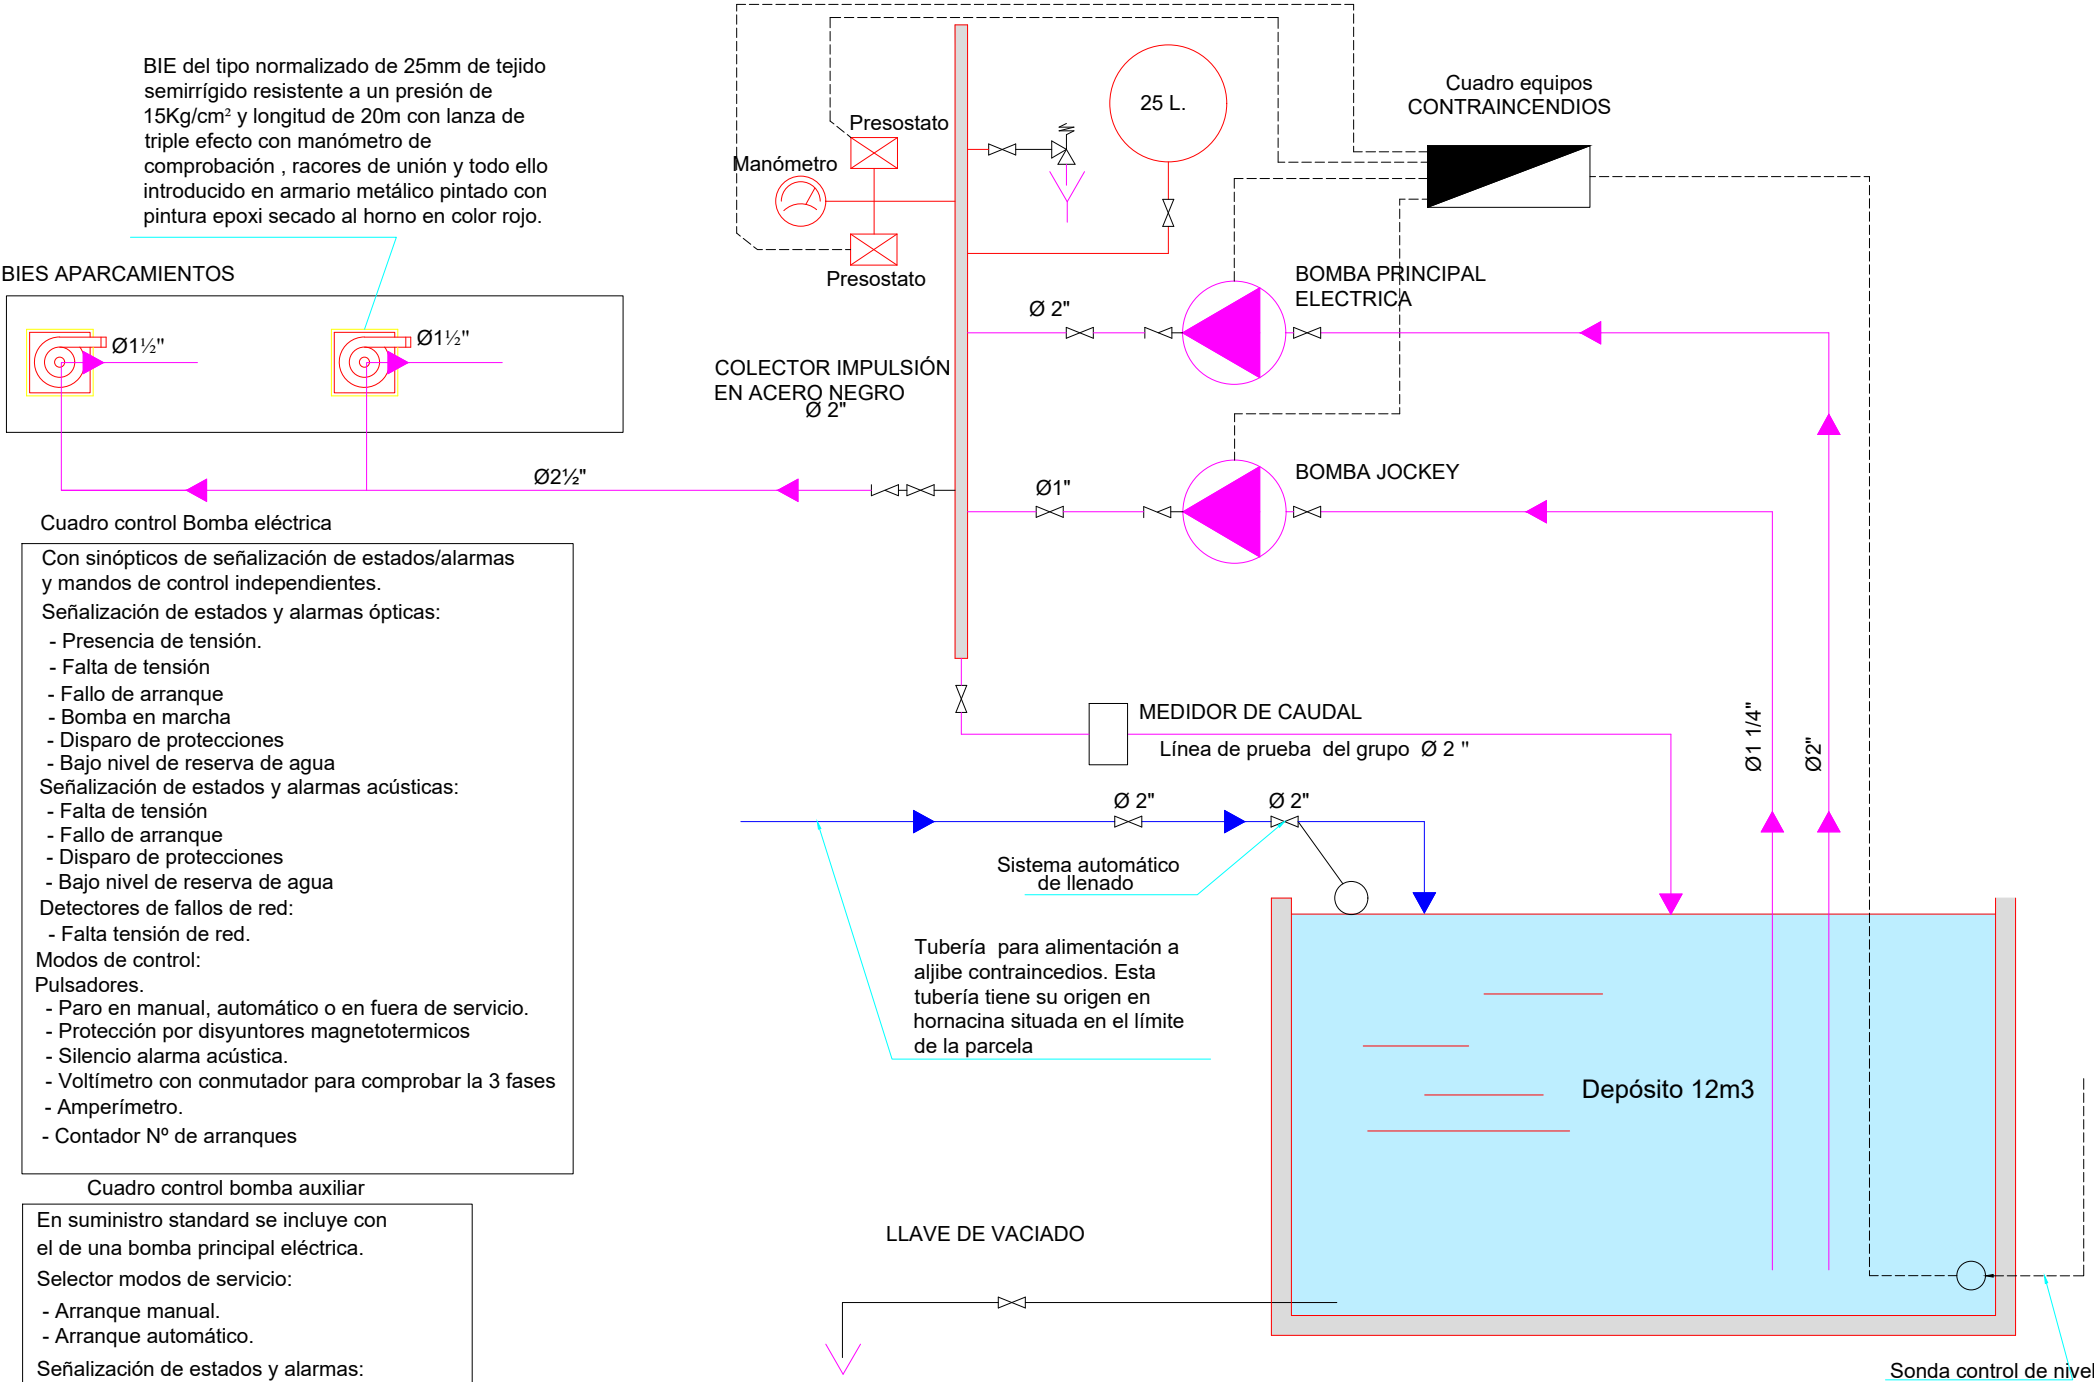 BIE del tipo normalizado de 25mm de tejido
semirrígido resistente a un presión de
15Kg/cm² y longitud de 20m con lanza de
triple efecto con manómetro de
comprobación , racores de unión y todo ello
introducido en armario metálico pintado con
pintura epoxi secado al horno en color rojo.
BIES APARCAMIENTOS
Ø1½"
Ø1½"
Ø2½"
Presostato
Manómetro
Presostato
25 L.
Cuadro equipos
CONTRAINCENDIOS
BOMBA PRINCIPAL
ELECTRICA
Ø 2"
COLECTOR IMPULSIÓN
EN ACERO NEGRO
Ø 2"
BOMBA JOCKEY
Ø1"
Cuadro control Bomba eléctrica
Con sinópticos de señalización de estados/alarmas
y mandos de control independientes.
Señalización de estados y alarmas ópticas:
- Presencia de tensión.
- Falta de tensión
- Fallo de arranque
- Bomba en marcha
- Disparo de protecciones
- Bajo nivel de reserva de agua
Señalización de estados y alarmas acústicas:
- Falta de tensión
- Fallo de arranque
- Disparo de protecciones
- Bajo nivel de reserva de agua
Detectores de fallos de red:
- Falta tensión de red.
Modos de control:
Pulsadores.
- Paro en manual, automático o en fuera de servicio.
- Protección por disyuntores magnetotermicos
- Silencio alarma acústica.
- Voltímetro con conmutador para comprobar la 3 fases
- Amperímetro.
- Contador Nº de arranques
Cuadro control bomba auxiliar
En suministro standard se incluye con
el de una bomba principal eléctrica.
Selector modos de servicio:
- Arranque manual.
- Arranque automático.
Señalización de estados y alarmas:
MEDIDOR DE CAUDAL
Línea de prueba del grupo Ø 2 "
Ø1 1/4"
Ø2"
Ø 2"
Ø 2"
Sistema automático
de llenado
Tubería para alimentación a
aljibe contraincedios. Esta
tubería tiene su origen en
hornacina situada en el límite
de la parcela
Depósito 12m3
LLAVE DE VACIADO
Sonda control de nivel